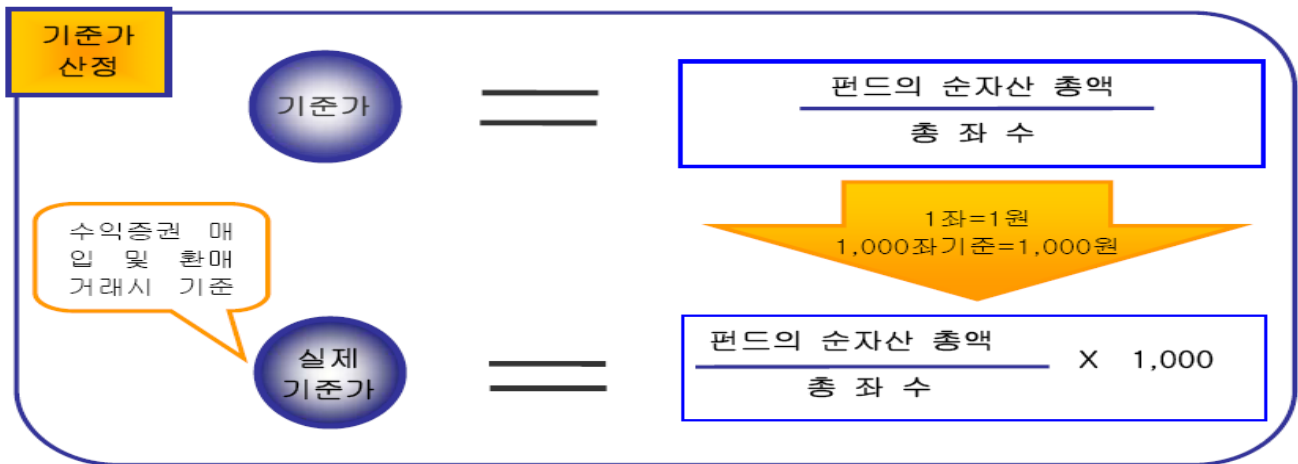 기준가
산정
기준가
펀드의 순자산 총액
총 좌 수
1좌=1원
1,000좌기준=1,000원
수익증권 매
입 및 환매
거래시 기준
실제
기준가
펀드의 순자산 총액
X 1,000
총 좌 수